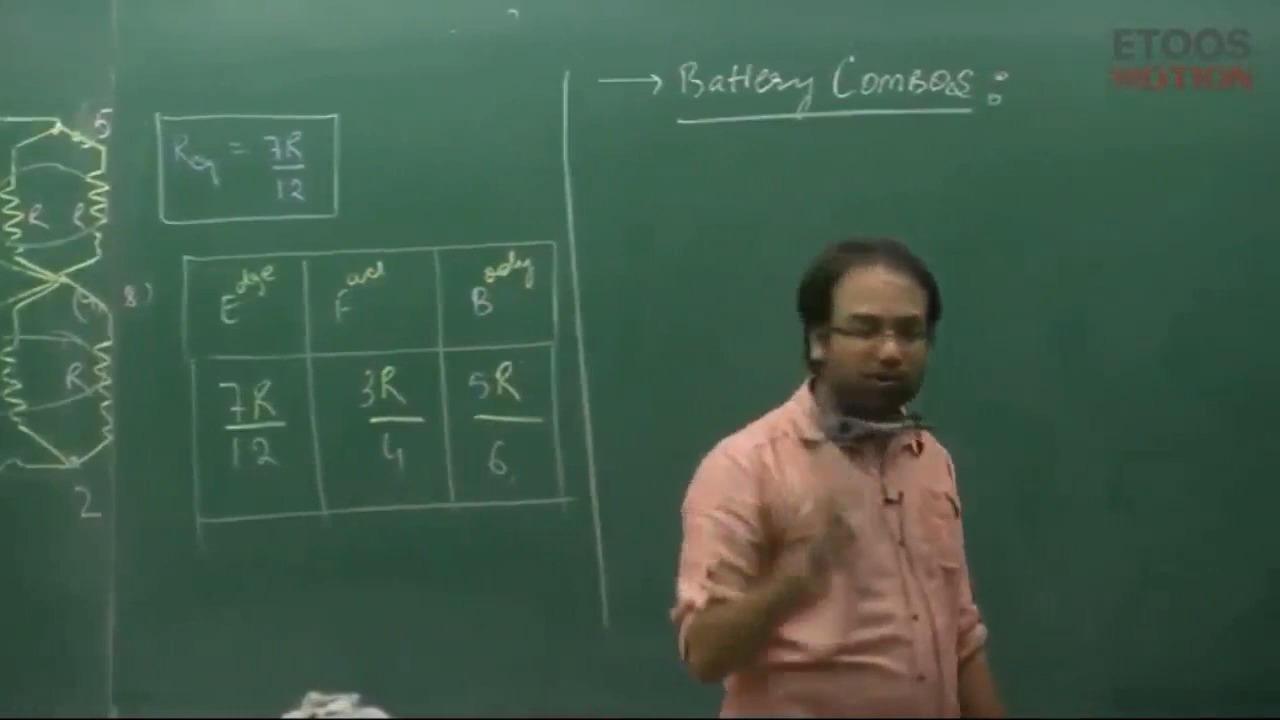 ETOOS
MOTION
→ Battery Combos:
5
Req = 7R/12
R
R
Edge
Face
Body
8)
R
7R/12
3R/4
5R/6
2